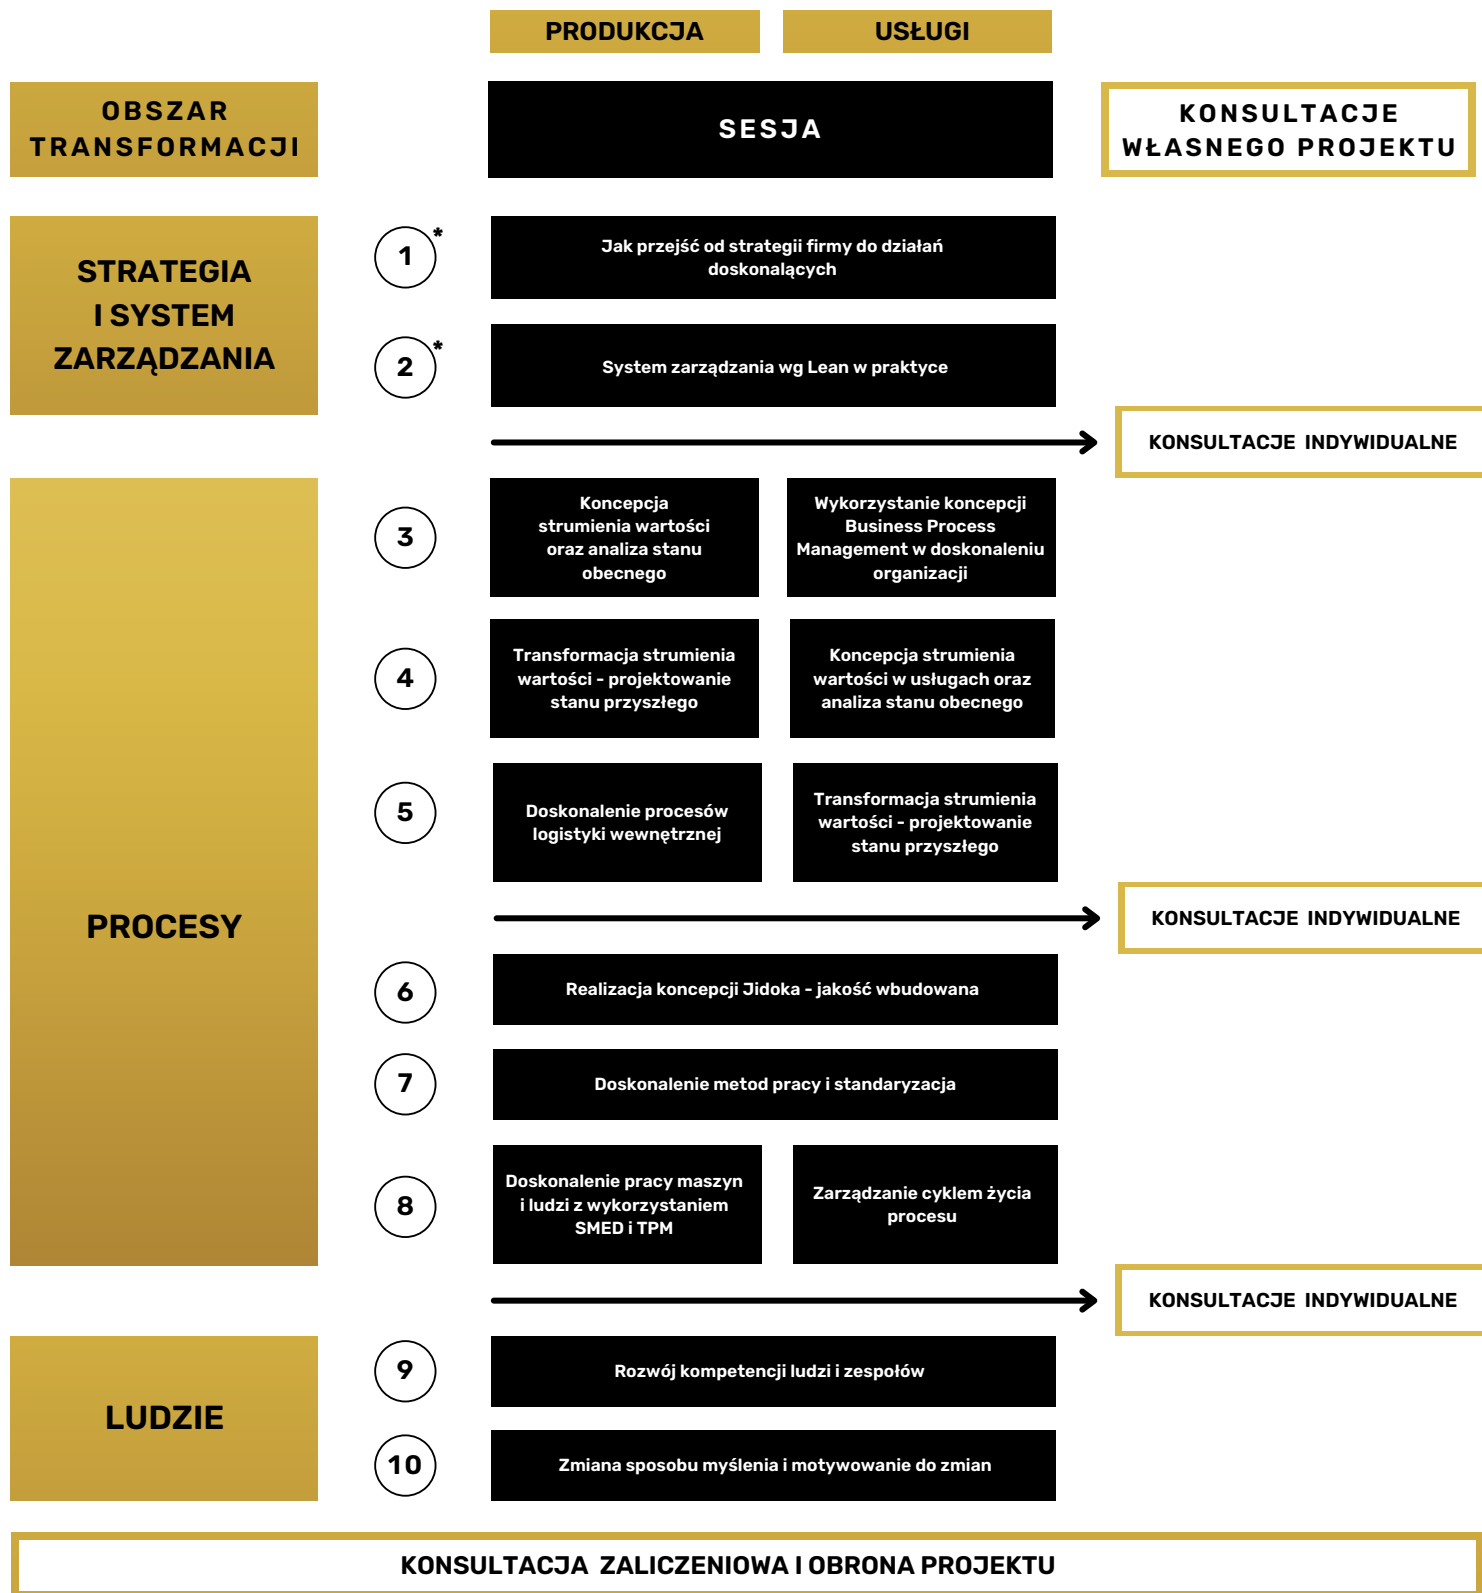 PRODUKCJA
USŁUGI
OBSZAR
TRANSFORMACJI
SESJA
KONSULTACJE
WŁASNEGO PROJEKTU
STRATEGIA
I SYSTEM
ZARZĄDZANIA
1*
Jak przejść od strategii firmy do działań
doskonalących
2*
System zarządzania wg Lean w praktyce
KONSULTACJE INDYWIDUALNE
PROCESY
3
Koncepcja
strumienia wartości
oraz analiza stanu
obecnego
Wykorzystanie koncepcji
Business Process
Management w doskonaleniu
organizacji
4
Transformacja strumienia
wartości - projektowanie
stanu przyszłego
Koncepcja strumienia
wartości w usługach oraz
analiza stanu obecnego
5
Doskonalenie procesów
logistyki wewnętrznej
Transformacja strumienia
wartości - projektowanie
stanu przyszłego
KONSULTACJE INDYWIDUALNE
6
Realizacja koncepcji Jidoka - jakość wbudowana
7
Doskonalenie metod pracy i standaryzacja
8
Doskonalenie pracy maszyn
i ludzi z wykorzystaniem
SMED i TPM
Zarządzanie cyklem życia
procesu
KONSULTACJE INDYWIDUALNE
LUDZIE
9
Rozwój kompetencji ludzi i zespołów
10
Zmiana sposobu myślenia i motywowanie do zmian
KONSULTACJA ZALICZENIOWA I OBRONA PROJEKTU